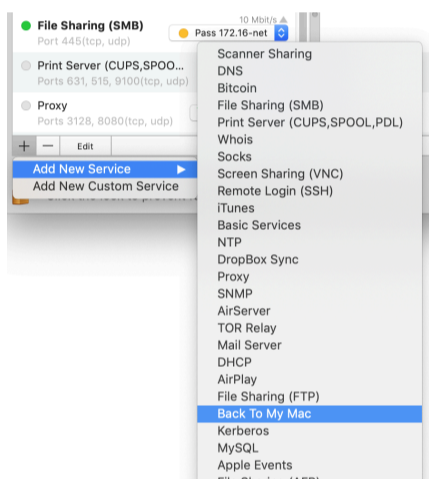 File Sharing (SMB)
Port 445(tcp, udp)
10 Mbit/s
Pass 172.16-net
Print Server (CUPS,SPOO...
Ports 631, 515, 9100(tcp, udp)
Proxy
Ports 3128, 8080(tcp, udp)
+ − Edit
Add New Service
Add New Custom Service
Scanner Sharing
DNS
Bitcoin
File Sharing (SMB)
Print Server (CUPS,SPOOL,PDL)
Whois
Socks
Screen Sharing (VNC)
Remote Login (SSH)
iTunes
Basic Services
NTP
DropBox Sync
Proxy
SNMP
AirServer
TOR Relay
Mail Server
DHCP
AirPlay
File Sharing (FTP)
Back To My Mac
Kerberos
MySQL
Apple Events